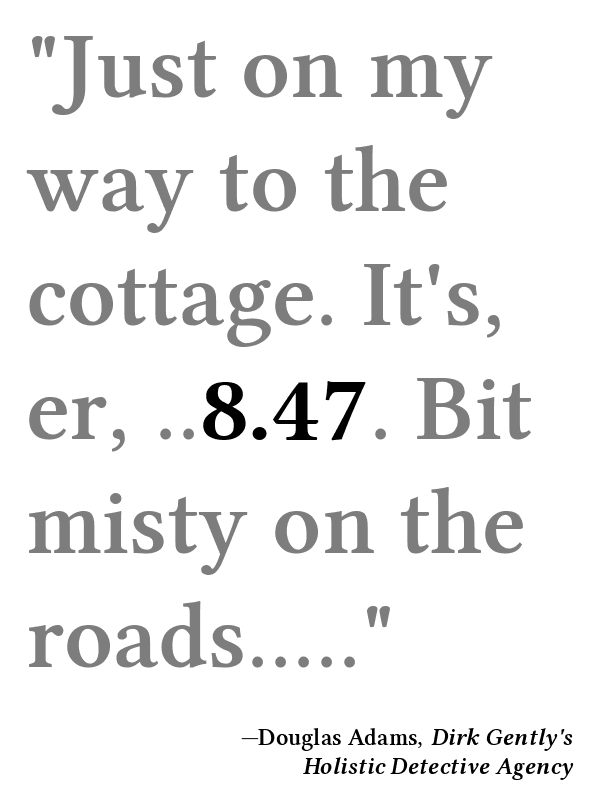 "Just on my
way to the
cottage. It's,
er, ..8.47. Bit
misty on the
roads....."
—Douglas Adams, Dirk Gently's
Holistic Detective Agency